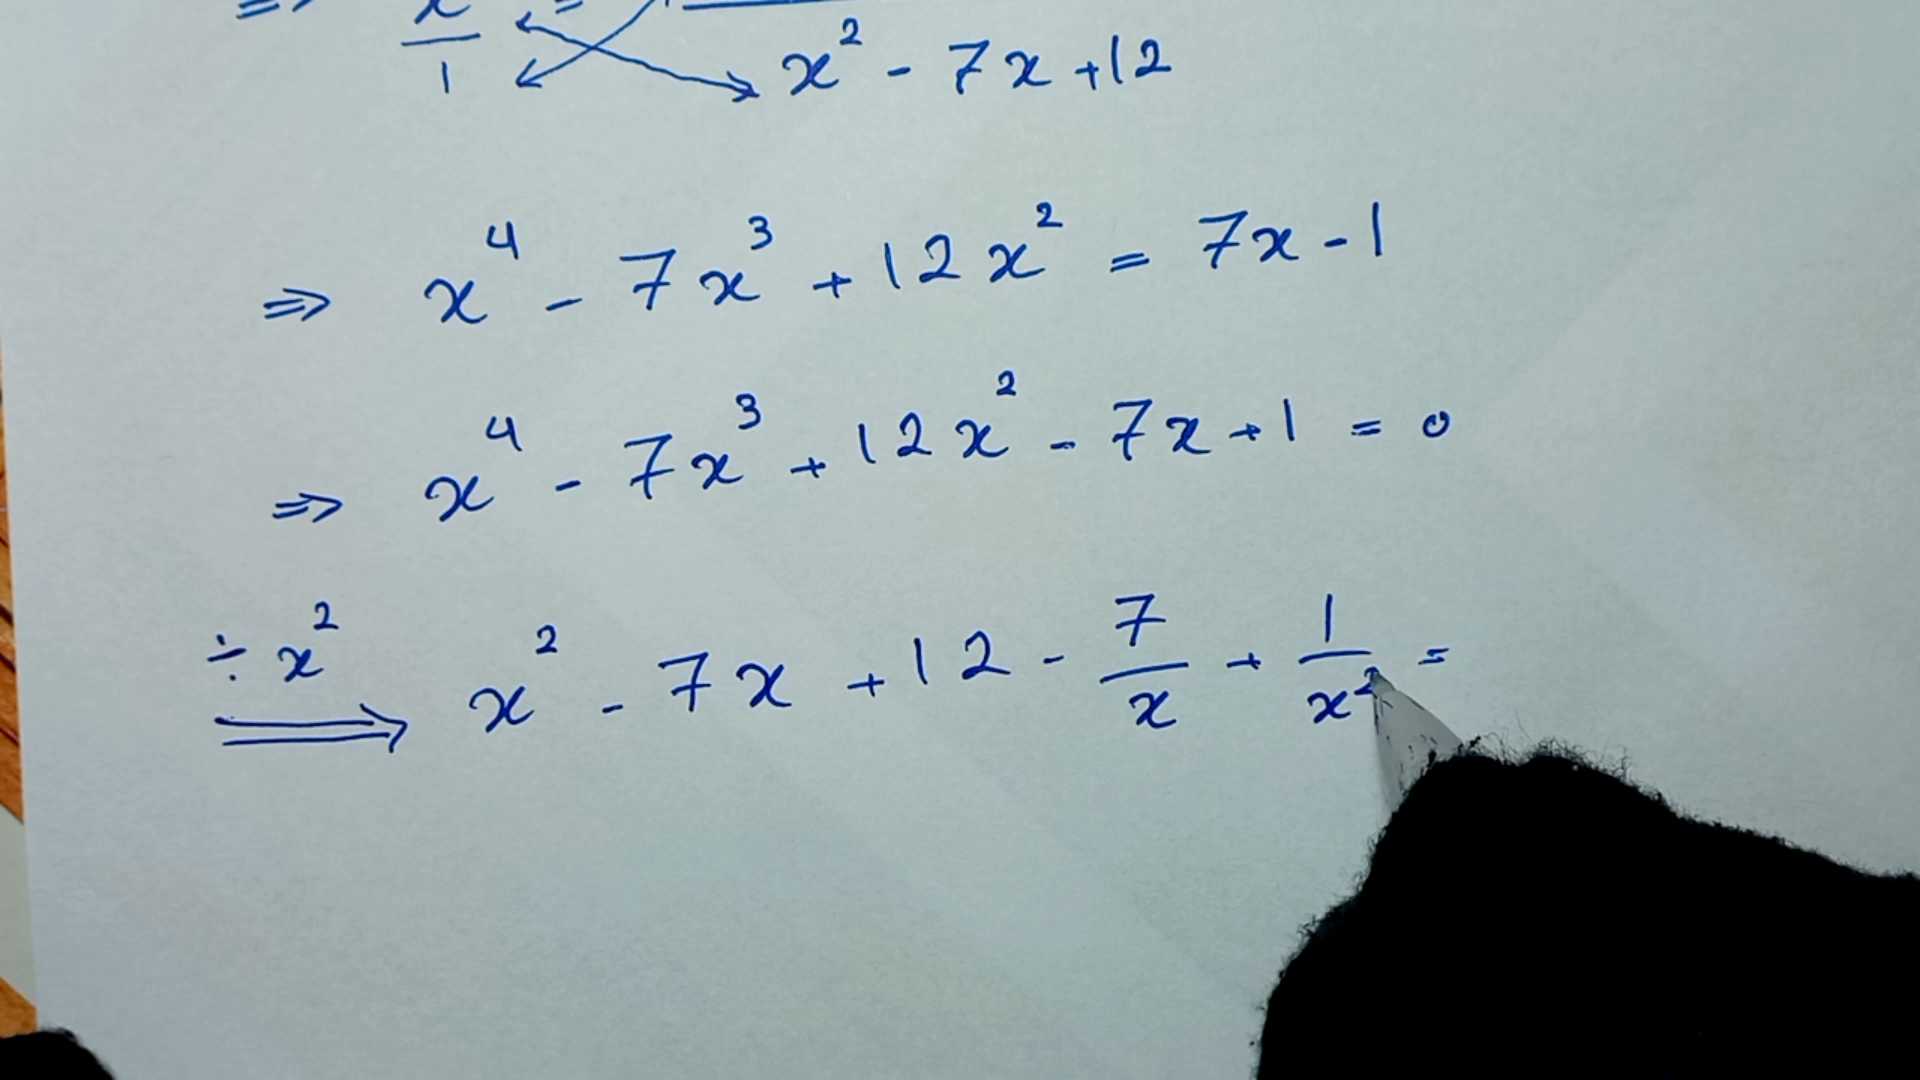 ⇒ x/1 =
x² - 7x + 12
⇒ x⁴ - 7x³ + 12x² = 7x - 1
⇒ x⁴ - 7x³ + 12x² - 7x + 1 = 0
÷ x² ⟹ x² - 7x + 12 - 7/x + 1/x² =